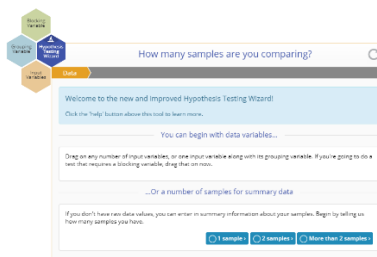 Blocking
Variable
Grouping
Variable
Hypothesis
Testing
Wizard
Input
Variables
How many samples are you comparing?
Data
Welcome to the new and improved Hypothesis Testing Wizard!
Click the 'help' button above this tool to learn more.
You can begin with data variables...
Drag on any number of input variables, or one input variable along with its grouping variable. If you're going to do a
test that requires a blocking variable, drag that on now.
...Or a number of samples for summary data
If you don't have raw data values, you can enter in summary information about your samples. Begin by telling us
how many samples you have.
1 sample ›
2 samples ›
More than 2 samples ›